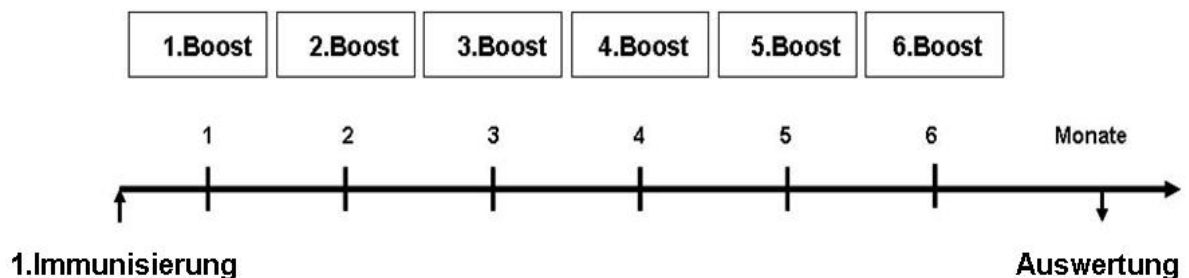 1.Boost 2.Boost 3.Boost 4.Boost 5.Boost 6.Boost
1 2 3 4 5 6 Monate
1.Immunisierung Auswertung